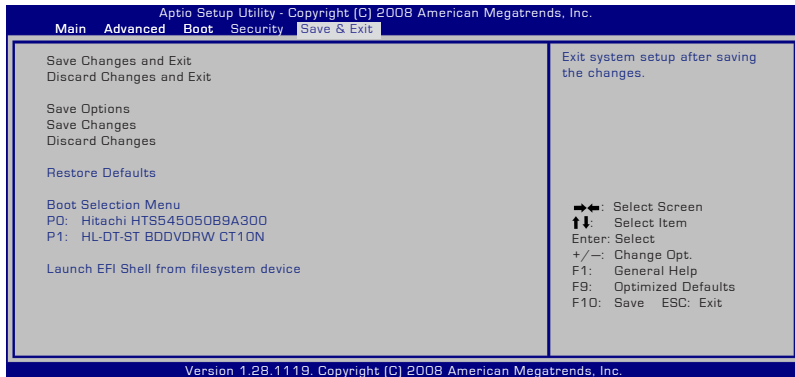 Aptio Setup Utility - Copyright (C) 2008 American Megatrends, Inc.
Main Advanced Boot Security Save & Exit
Save Changes and Exit
Discard Changes and Exit
Save Options
Save Changes
Discard Changes
Restore Defaults
Boot Selection Menu
P0: Hitachi HTS545050B9A300
P1: HL-DT-ST BDDVDRW CT10N
Launch EFI Shell from filesystem device
Exit system setup after saving
the changes.
→←: Select Screen
↑↓: Select Item
Enter: Select
+/—: Change Opt.
F1: General Help
F9: Optimized Defaults
F10: Save ESC: Exit
Version 1.28.1119. Copyright (C) 2008 American Megatrends, Inc.